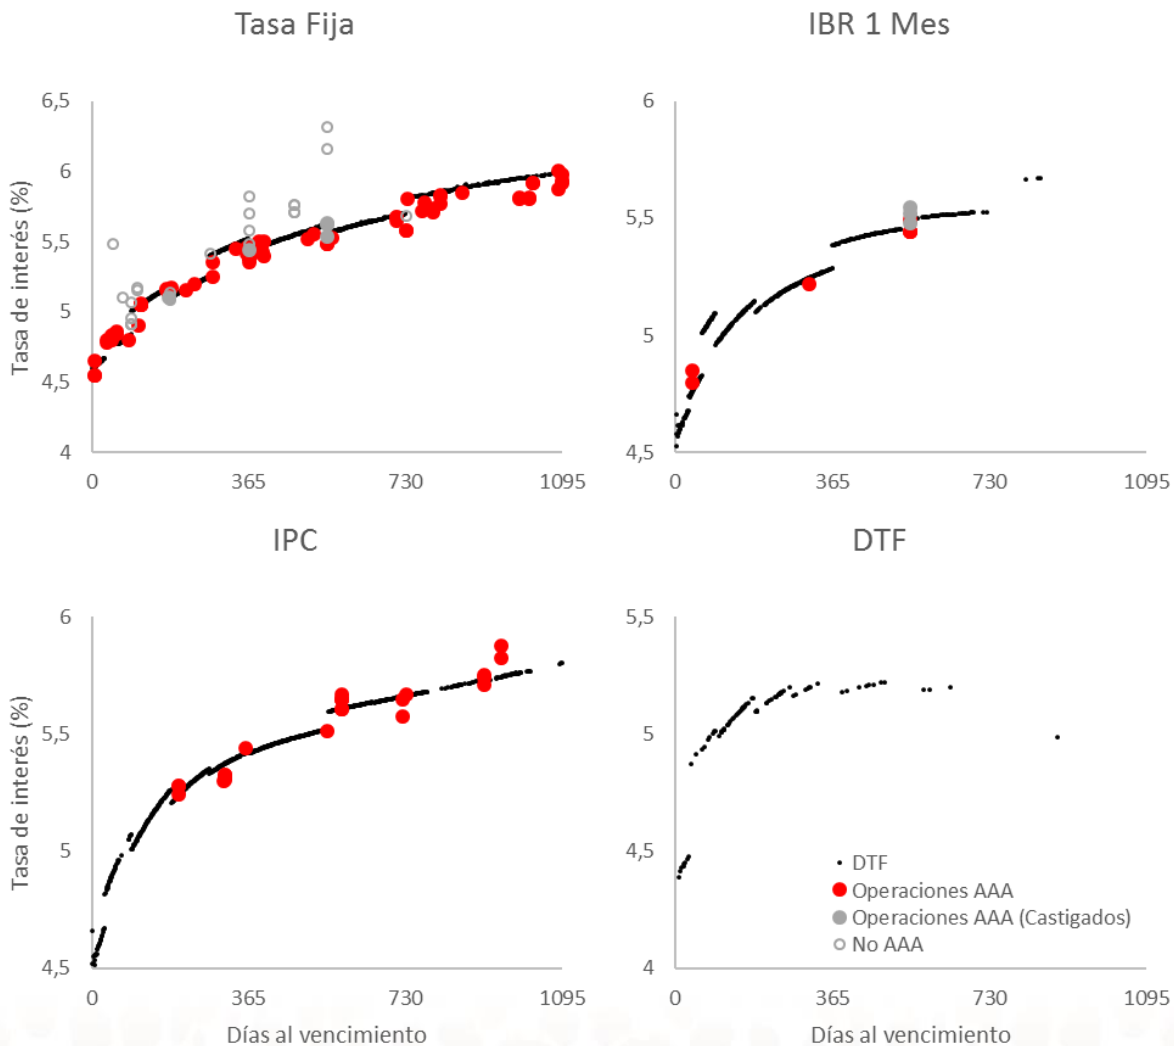 Tasa Fija
Tasa de interés (%)
6,5
6
5,5
5
4,5
4
0 365 730 1095
IBR 1 Mes
6
5,5
5
4,5
0 365 730 1095
IPC
Tasa de interés (%)
6
5,5
5
4,5
0 365 730 1095
Días al vencimiento
DTF
5,5
5
4,5
4
DTF
Operaciones AAA
Operaciones AAA (Castigados)
No AAA
0 365 730 1095
Días al vencimiento